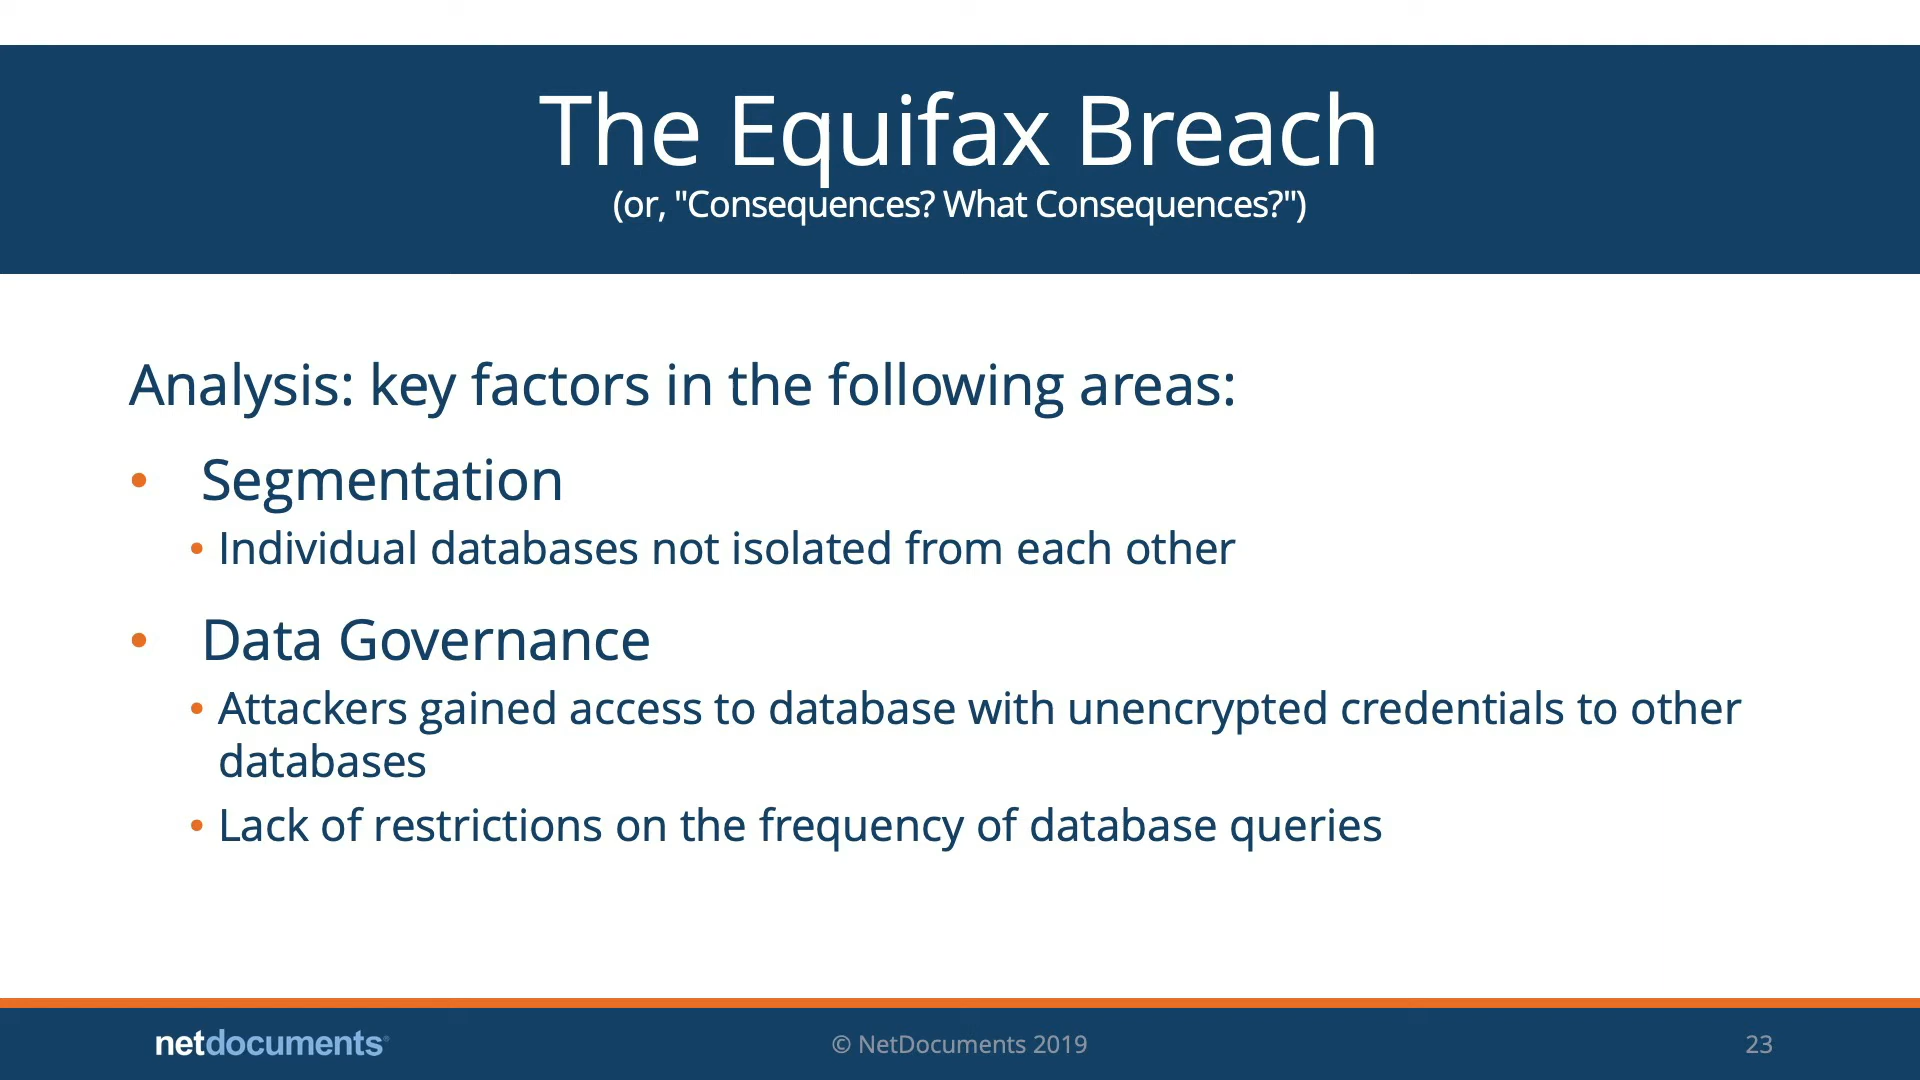 The Equifax Breach
(or, "Consequences? What Consequences?")
Analysis: key factors in the following areas:
• Segmentation
• Individual databases not isolated from each other
• Data Governance
• Attackers gained access to database with unencrypted credentials to other
databases
• Lack of restrictions on the frequency of database queries
netdocuments
© NetDocuments 2019
23